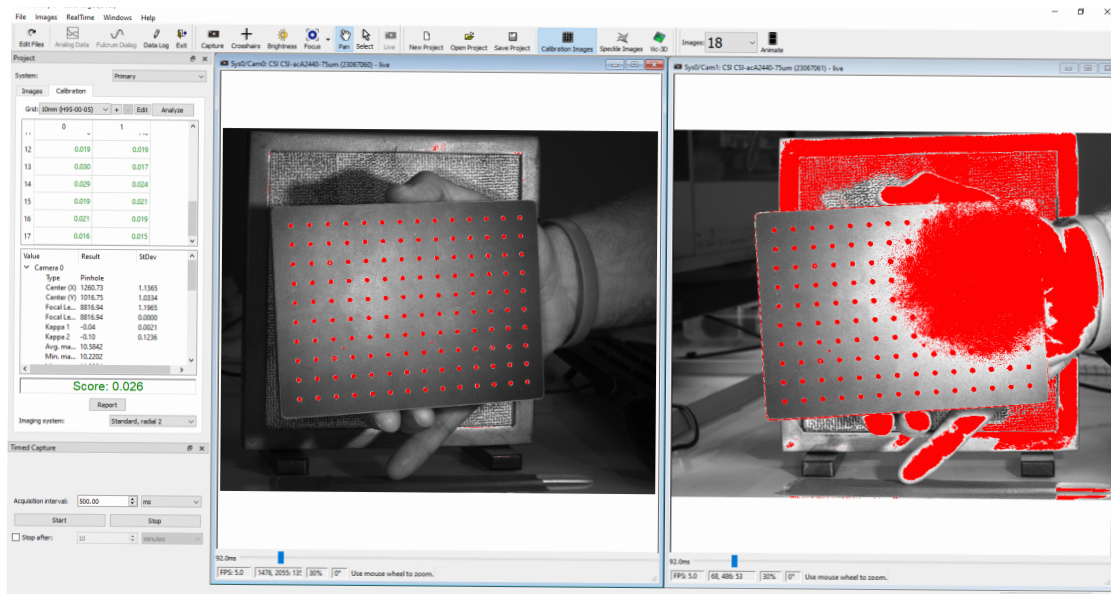 File Images RealTime Windows Help
Edit Files Analog Data Fulcrum Dialog Data Log Exit Capture Crosshairs Brightness Focus Pan Select Live New Project Open Project Save Project Calibration Images Speckle Images Vic-3D Images: 18 Animate
Project
System: Primary
Images Calibration
Grid: 10mm (H95-00-05) + - Edit Analyze
0 1
12 0.019 0.019
13 0.030 0.017
14 0.029 0.024
15 0.019 0.021
16 0.021 0.019
17 0.016 0.015
Value Result StDev
Camera 0
Type Pinhole
Center (X) 1260.73 1.1365
Center (Y) 1016.75 1.0334
Focal Le... 8816.94 1.1965
Focal Le... 8816.94 0.0000
Kappa 1 -0.04 0.0021
Kappa 2 -0.10 0.1236
Avg. ma... 10.5842
Min. ma... 10.2202
Score: 0.026
Report
Imaging system: Standard, radial 2
Timed Capture
Acquisition interval: 500.00 ms
Start Stop
Stop after: 10 minutes
Sys0/Cam0: CSI CSI-acA2440-75um (23067060) - live
92.0ms
FPS: 5.0 1476, 2055: 13 30% 0° Use mouse wheel to zoom.
Sys0/Cam1: CSI CSI-acA2440-75um (23067061) - live
92.0ms
FPS: 5.0 68, 486: 53 30% 0° Use mouse wheel to zoom.